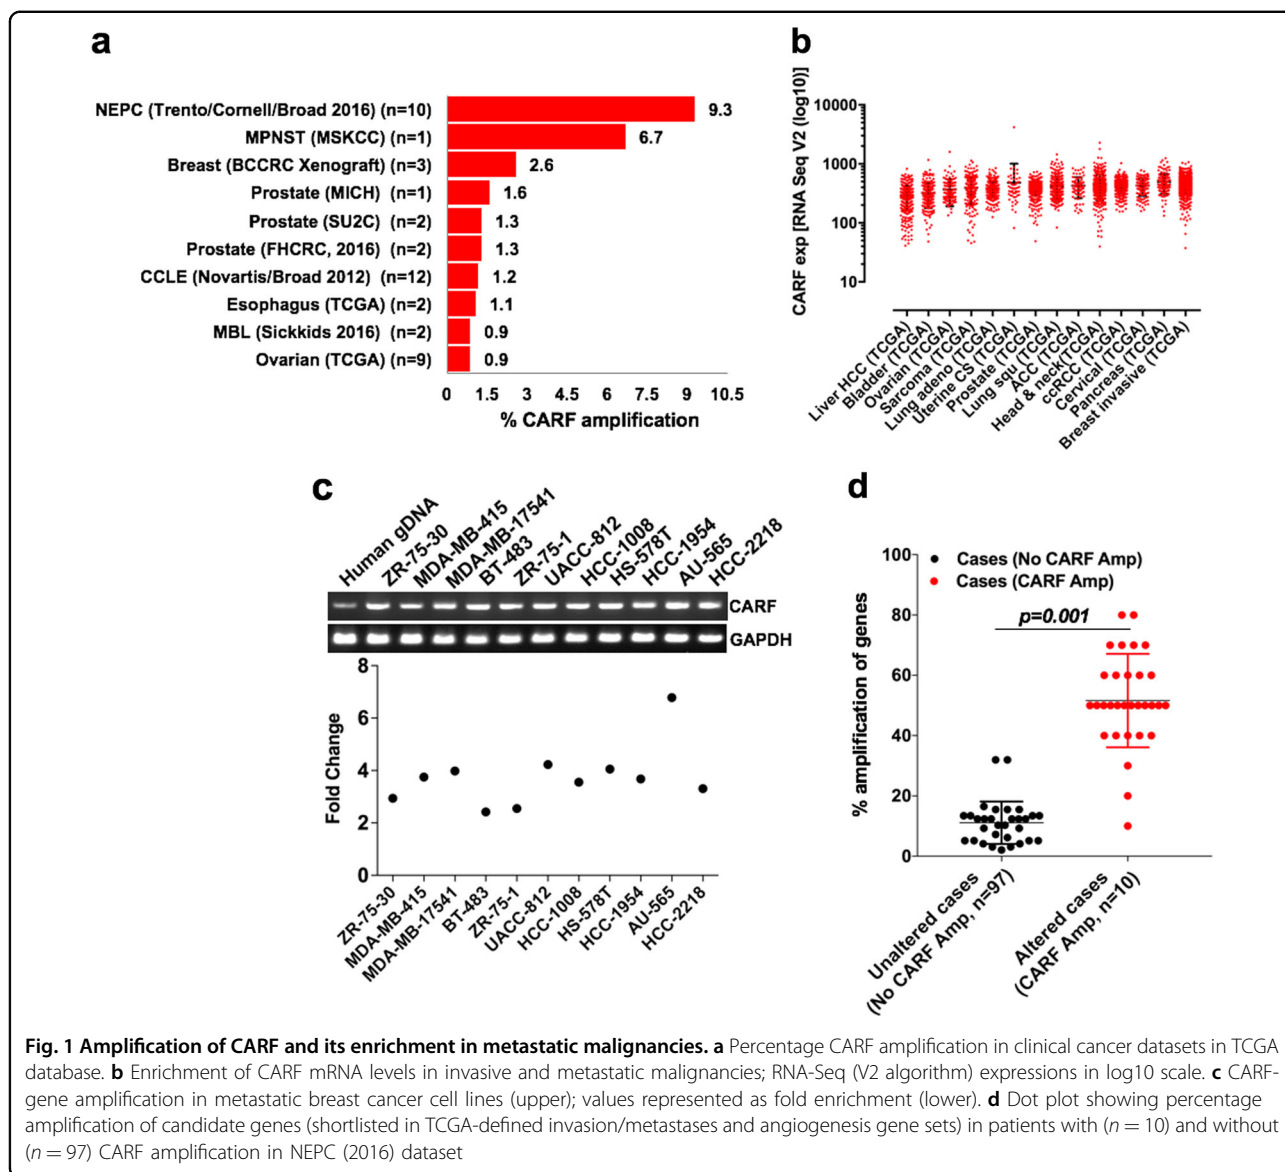 a
NEPC (Trento/Cornell/Broad 2016) (n=10) 9.3
MPNST (MSKCC) (n=1) 6.7
Breast (BCCRC Xenograft) (n=3) 2.6
Prostate (MICH) (n=1) 1.6
Prostate (SU2C) (n=2) 1.3
Prostate (FHCRC, 2016) (n=2) 1.3
CCLE (Novartis/Broad 2012) (n=12) 1.2
Esophagus (TCGA) (n=2) 1.1
MBL (Sickkids 2016) (n=2) 0.9
Ovarian (TCGA) (n=9) 0.9
0 1.5 3 4.5 6 7.5 9 10.5
% CARF amplification
b
CARF exp [RNA Seq V2 (log10)]
10000
1000
100
10
Liver HCC (TCGA)
Bladder (TCGA)
Ovarian (TCGA)
Sarcoma (TCGA)
Lung adeno (TCGA)
Uterine CS (TCGA)
Prostate (TCGA)
Lung squ (TCGA)
ACC (TCGA)
Head & neck(TCGA)
ccRCC (TCGA)
Cervical (TCGA)
Pancreas (TCGA)
Breast invasive (TCGA)
c
Human gDNA
ZR-75-30
MDA-MB-415
MDA-MB-17541
BT-483
ZR-75-1
UACC-812
HCC-1008
HS-578T
HCC-1954
AU-565
HCC-2218
CARF
GAPDH
Fold Change
8
6
4
2
0
ZR-75-30
MDA-MB-415
MDA-MB-17541
BT-483
ZR-75-1
UACC-812
HCC-1008
HS-578T
HCC-1954
AU-565
HCC-2218
d
% amplification of genes
100
80
60
40
20
0
Cases (No CARF Amp)
Cases (CARF Amp)
p=0.001
Unaltered cases
(No CARF Amp, n=97)
Altered cases
(CARF Amp, n=10)
Fig. 1 Amplification of CARF and its enrichment in metastatic malignancies. a Percentage CARF amplification in clinical cancer datasets in TCGA
database. b Enrichment of CARF mRNA levels in invasive and metastatic malignancies; RNA-Seq (V2 algorithm) expressions in log10 scale. c CARF-
gene amplification in metastatic breast cancer cell lines (upper); values represented as fold enrichment (lower). d Dot plot showing percentage
amplification of candidate genes (shortlisted in TCGA-defined invasion/metastases and angiogenesis gene sets) in patients with (n = 10) and without
(n = 97) CARF amplification in NEPC (2016) dataset